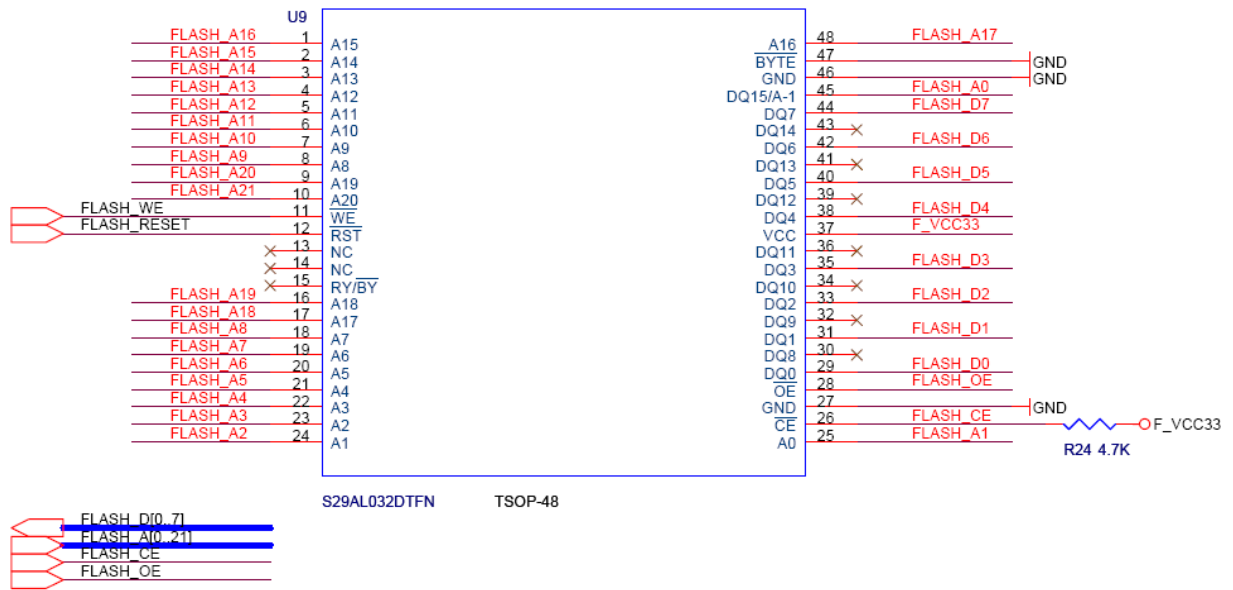 U9
FLASH_A16 1 A15 A16 48 FLASH_A17
FLASH_A15 2 A14 BYTE 47 GND
FLASH_A14 3 A13 GND 46 GND
FLASH_A13 4 A12 DQ15/A-1 45 FLASH_A0
FLASH_A12 5 A11 DQ7 44 FLASH_D7
FLASH_A11 6 A10 DQ14 43
FLASH_A10 7 A9 DQ6 42 FLASH_D6
FLASH_A9 8 A8 DQ13 41
FLASH_A20 9 A19 DQ5 40 FLASH_D5
FLASH_A21 10 A20 DQ12 39
FLASH_WE 11 WE DQ4 38 FLASH_D4
FLASH_RESET 12 RST VCC 37 F_VCC33
13 NC DQ11 36
14 NC DQ3 35 FLASH_D3
15 RY/BY DQ10 34
FLASH_A19 16 A18 DQ2 33 FLASH_D2
FLASH_A18 17 A17 DQ9 32
FLASH_A8 18 A7 DQ1 31 FLASH_D1
FLASH_A7 19 A6 DQ8 30
FLASH_A6 20 A5 DQ0 29 FLASH_D0
FLASH_A5 21 A4 OE 28 FLASH_OE
FLASH_A4 22 A3 GND 27 GND
FLASH_A3 23 A2 CE 26 FLASH_CE F_VCC33
FLASH_A2 24 A1 A0 25 FLASH_A1
R24 4.7K
S29AL032DTFN TSOP-48
FLASH_D[0..7]
FLASH_A[0..21]
FLASH_CE
FLASH_OE